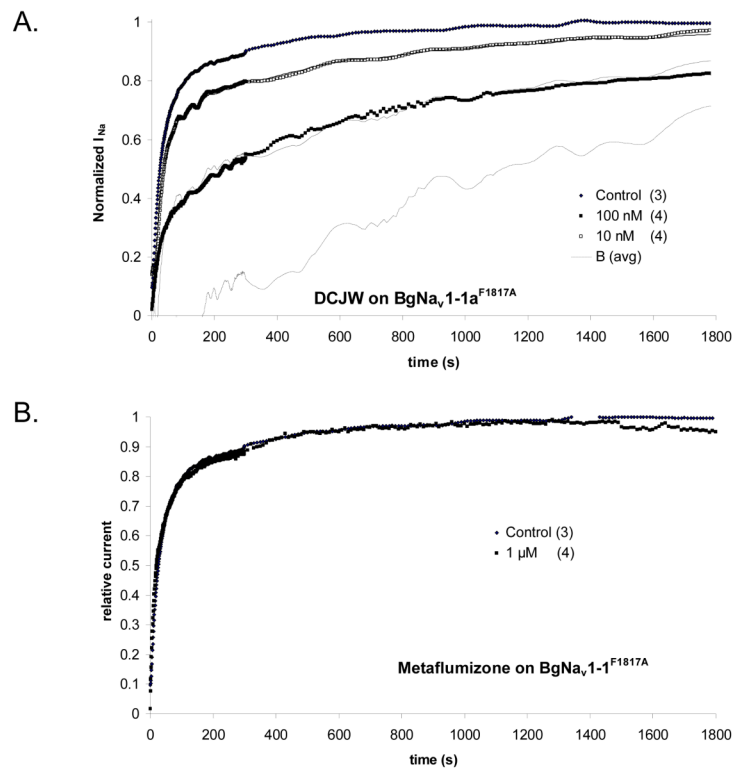 A.
1
0.8
0.6
0.4
0.2
0
Normalized I Na
Control (3)
100 nM (4)
10 nM (4)
B (avg)
DCJW on BgNav1-1aF1817A
0 200 400 600 800 1000 1200 1400 1600 1800
time (s)
B.
1
0.9
0.8
0.7
0.6
0.5
0.4
0.3
0.2
0.1
0
relative current
Control (3)
1 µM (4)
Metaflumizone on BgNav1-1F1817A
0 200 400 600 800 1000 1200 1400 1600 1800
time (s)